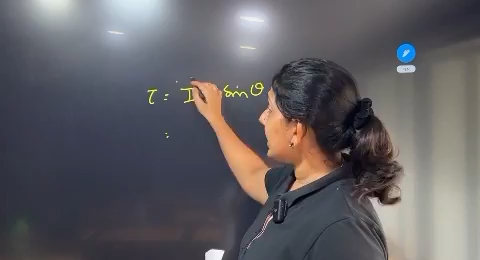 τ = I sinθ
=